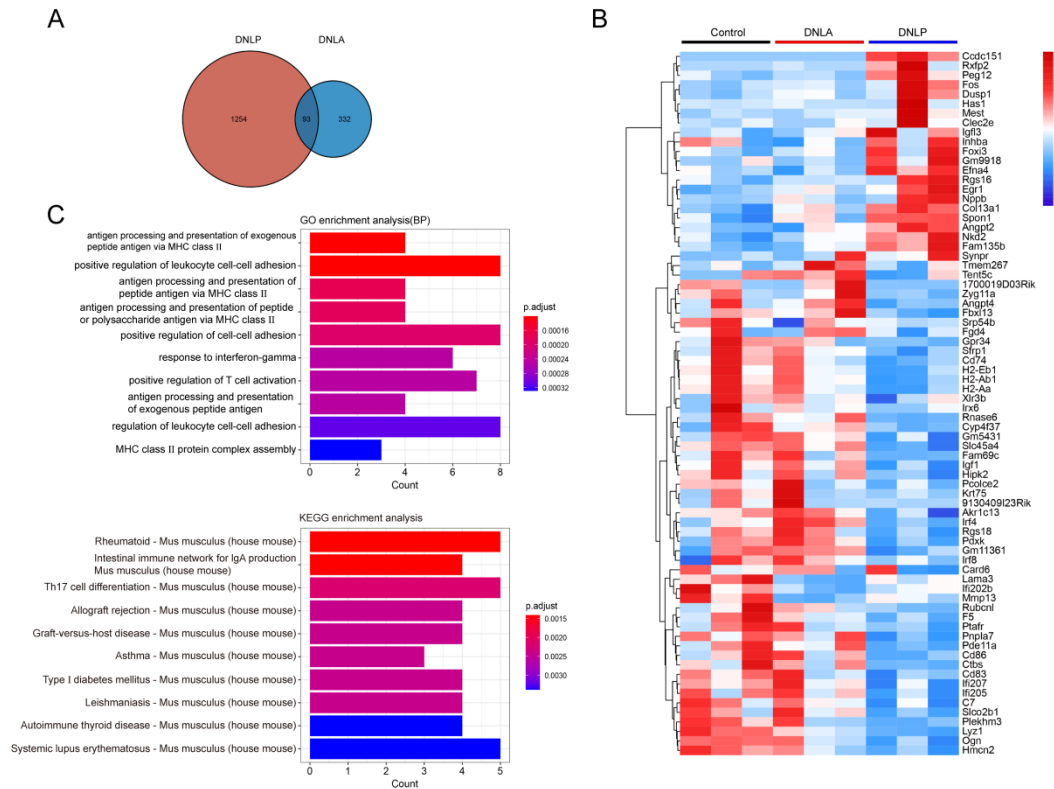 A
DNLP
DNLA
1254
93
332
B
Control
DNLA
DNLP
Ccdc151
Rxfp2
Peg12
Fos
Dusp1
Has1
Mest
Clec2e
Igfl3
Inhba
Foxi3
Gm9918
Efna4
Rgs16
Egr1
Nppb
Col13a1
Spon1
Angpt2
Nkd2
Fam135b
Synpr
Tmem267
Tent5c
1700019D03Rik
Zyg11a
Angpt4
Fbxl13
Srp54b
Fgd4
Gpr34
Sfrp1
Cd74
H2-Eb1
H2-Ab1
H2-Aa
Xlr3b
Irx6
Rnase6
Cyp4f37
Gm5431
Slc45a4
Fam69c
Igf1
Hipk2
Pcolce2
Krt75
9130409I23Rik
Akr1c13
Irf4
Rgs18
Pdxk
Gm11361
Irf8
Card6
Lama3
Ifi202b
Mmp13
Rubcnl
F5
Ptafr
Pnpla7
Pde11a
Cd86
Ctbs
Cd83
Ifi207
Ifi205
C7
Slco2b1
Plekhm3
Lyz1
Ogn
Hmcn2
C
GO enrichment analysis(BP)
antigen processing and presentation of exogenous
peptide antigen via MHC class II
positive regulation of leukocyte cell-cell adhesion
antigen processing and presentation of
peptide antigen via MHC class II
antigen processing and presentation of peptide
or polysaccharide antigen via MHC class II
positive regulation of cell-cell adhesion
response to interferon-gamma
positive regulation of T cell activation
antigen processing and presentation
of exogenous peptide antigen
regulation of leukocyte cell-cell adhesion
MHC class II protein complex assembly
0 2 4 6 8
Count
p.adjust
0.00016
0.00020
0.00024
0.00028
0.00032
KEGG enrichment analysis
Rheumatoid - Mus musculus (house mouse)
Intestinal immune network for IgA production
Mus musculus (house mouse)
Th17 cell differentiation - Mus musculus (house mouse)
Allograft rejection - Mus musculus (house mouse)
Graft-versus-host disease - Mus musculus (house mouse)
Asthma - Mus musculus (house mouse)
Type I diabetes mellitus - Mus musculus (house mouse)
Leishmaniasis - Mus musculus (house mouse)
Autoimmune thyroid disease - Mus musculus (house mouse)
Systemic lupus erythematosus - Mus musculus (house mouse)
0 1 2 3 4 5
Count
p.adjust
0.0015
0.0020
0.0025
0.0030